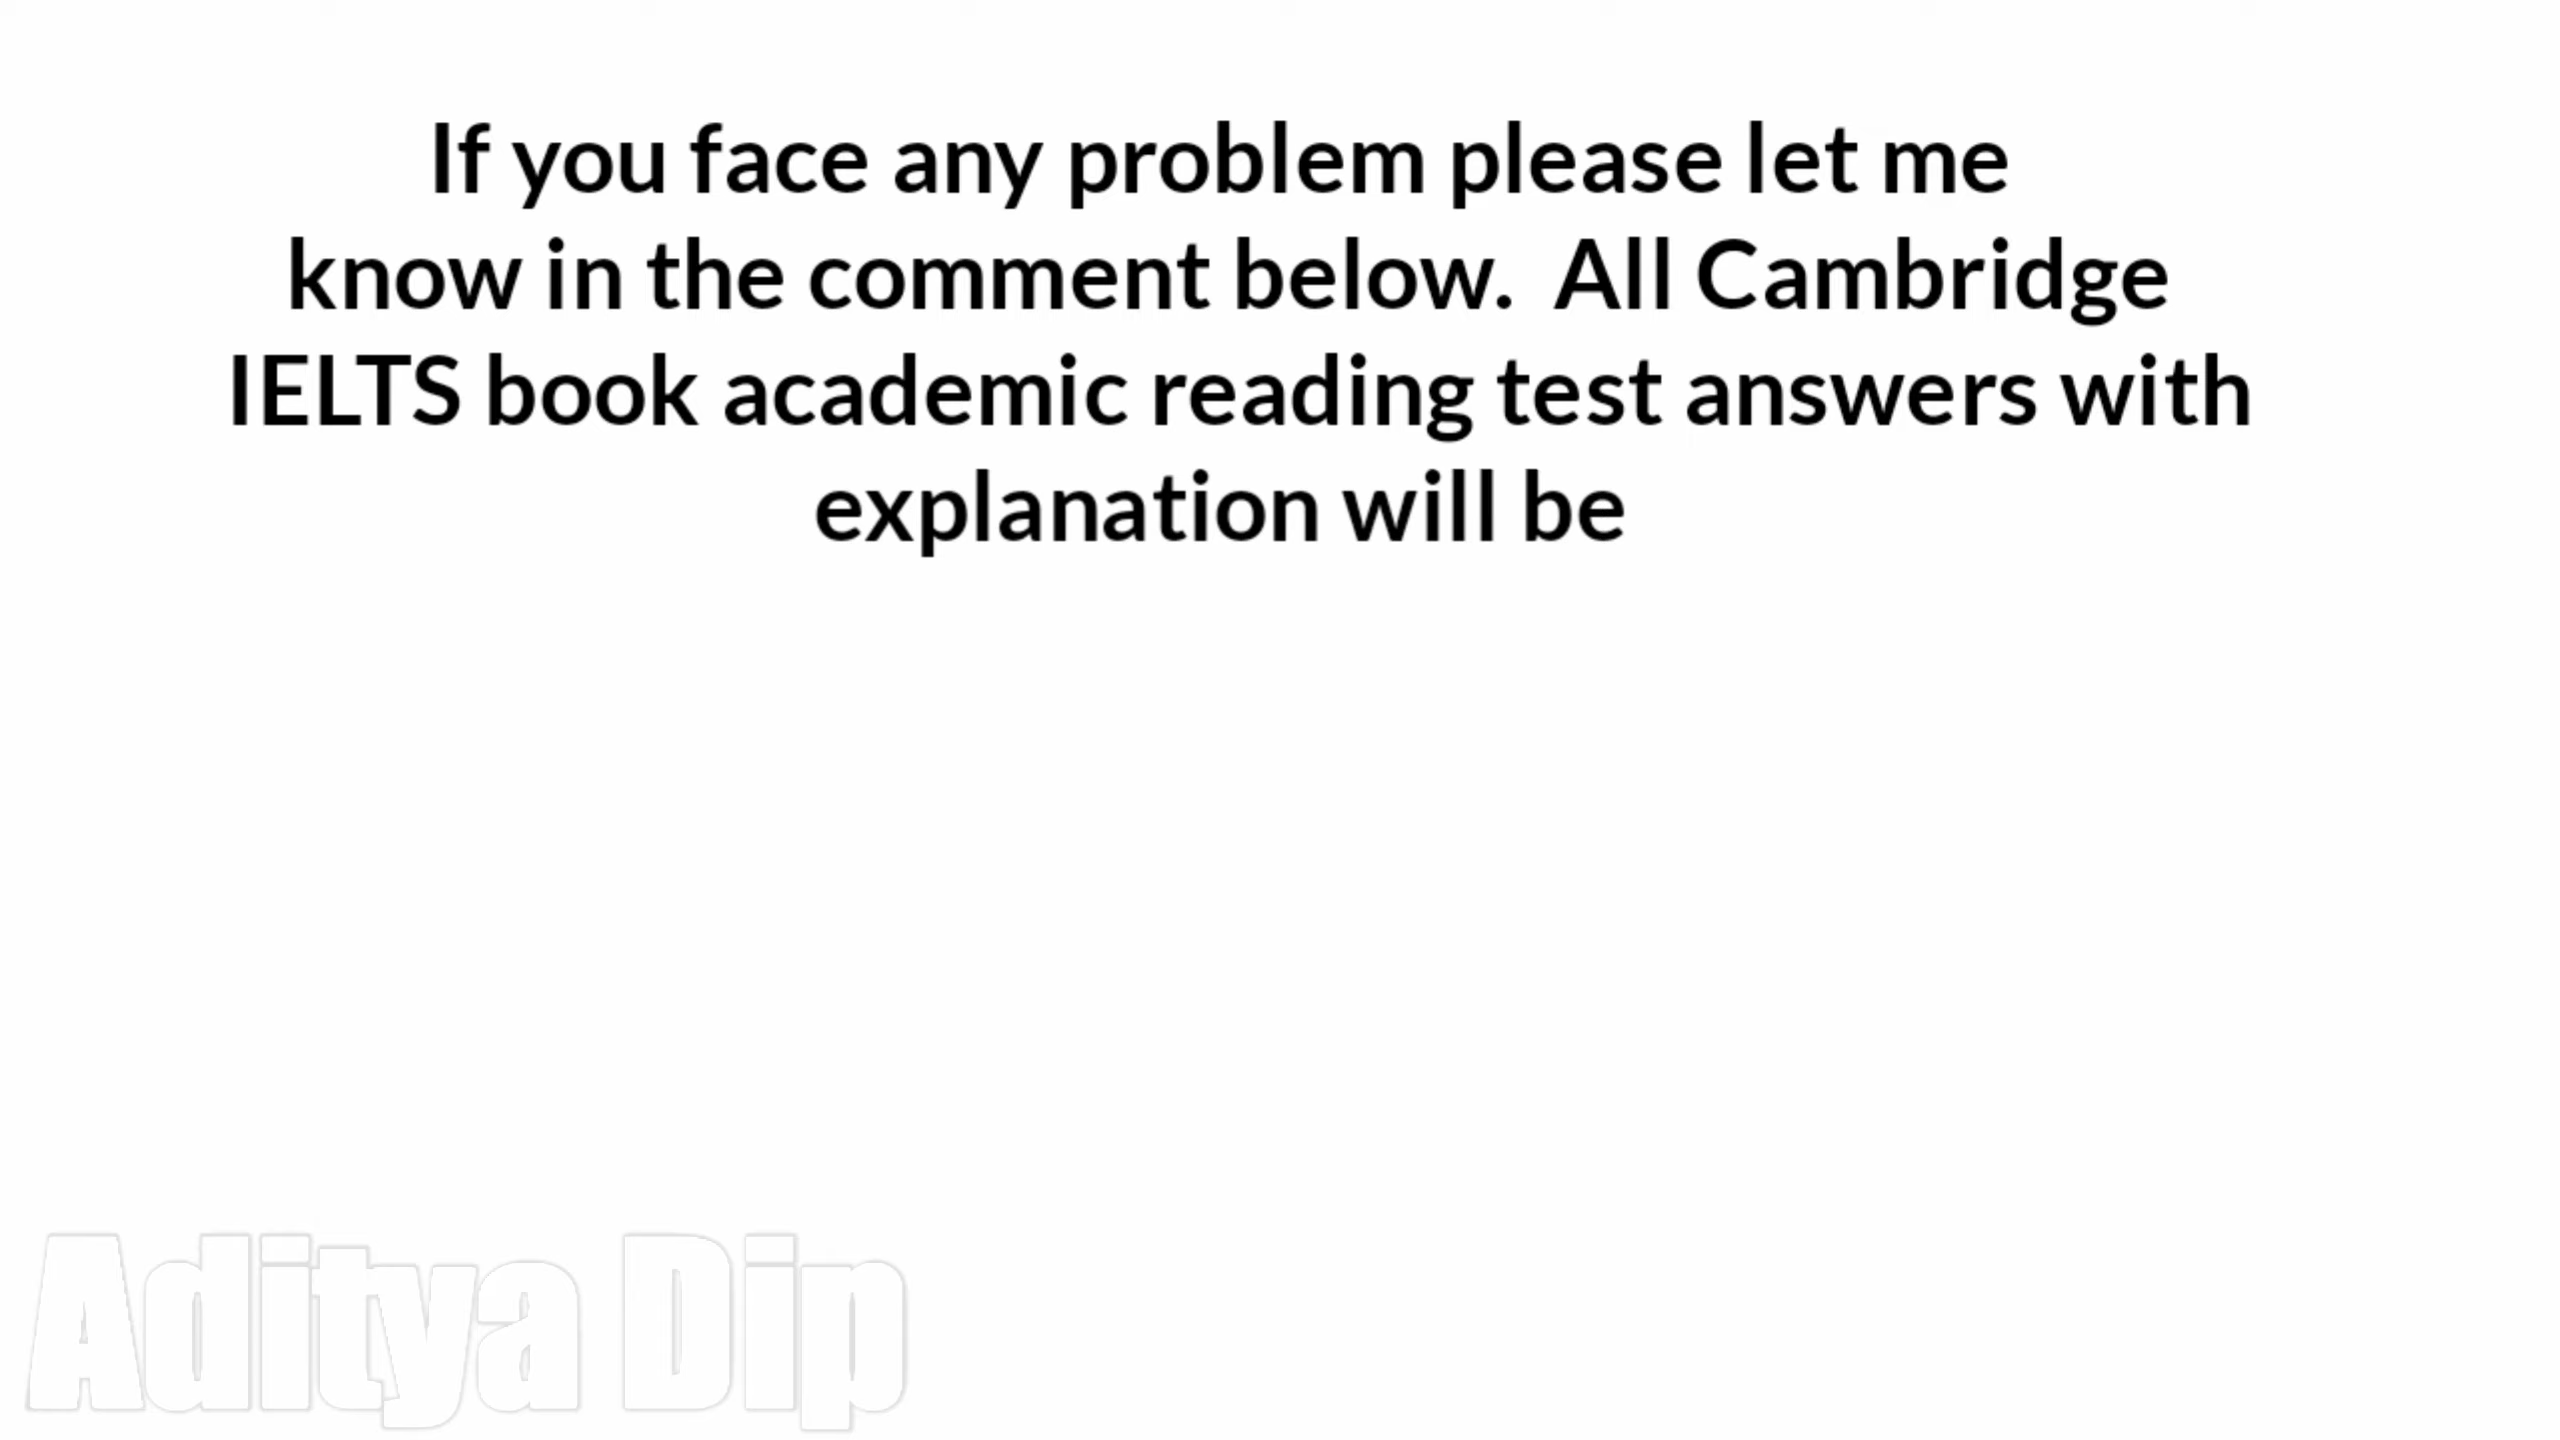 If you face any problem please let me
know in the comment below.  All Cambridge
IELTS book academic reading test answers with
explanation will be
Aditya Dip